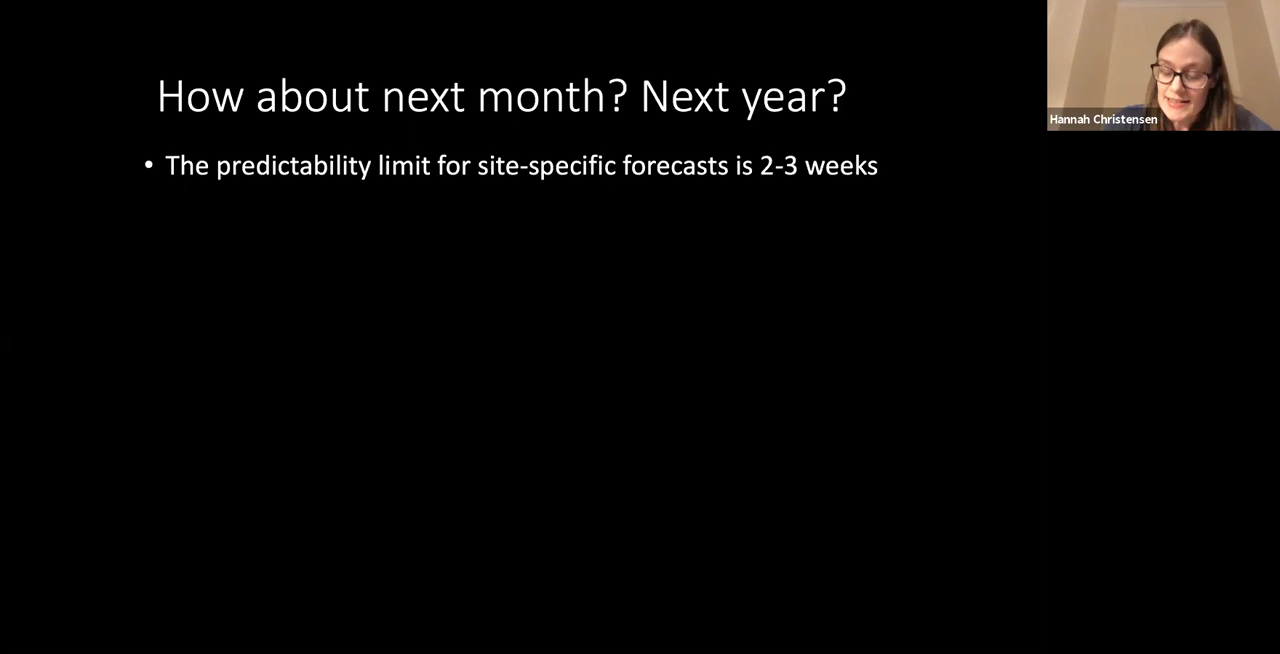 How about next month? Next year?
Hannah Christensen
• The predictability limit for site-specific forecasts is 2-3 weeks